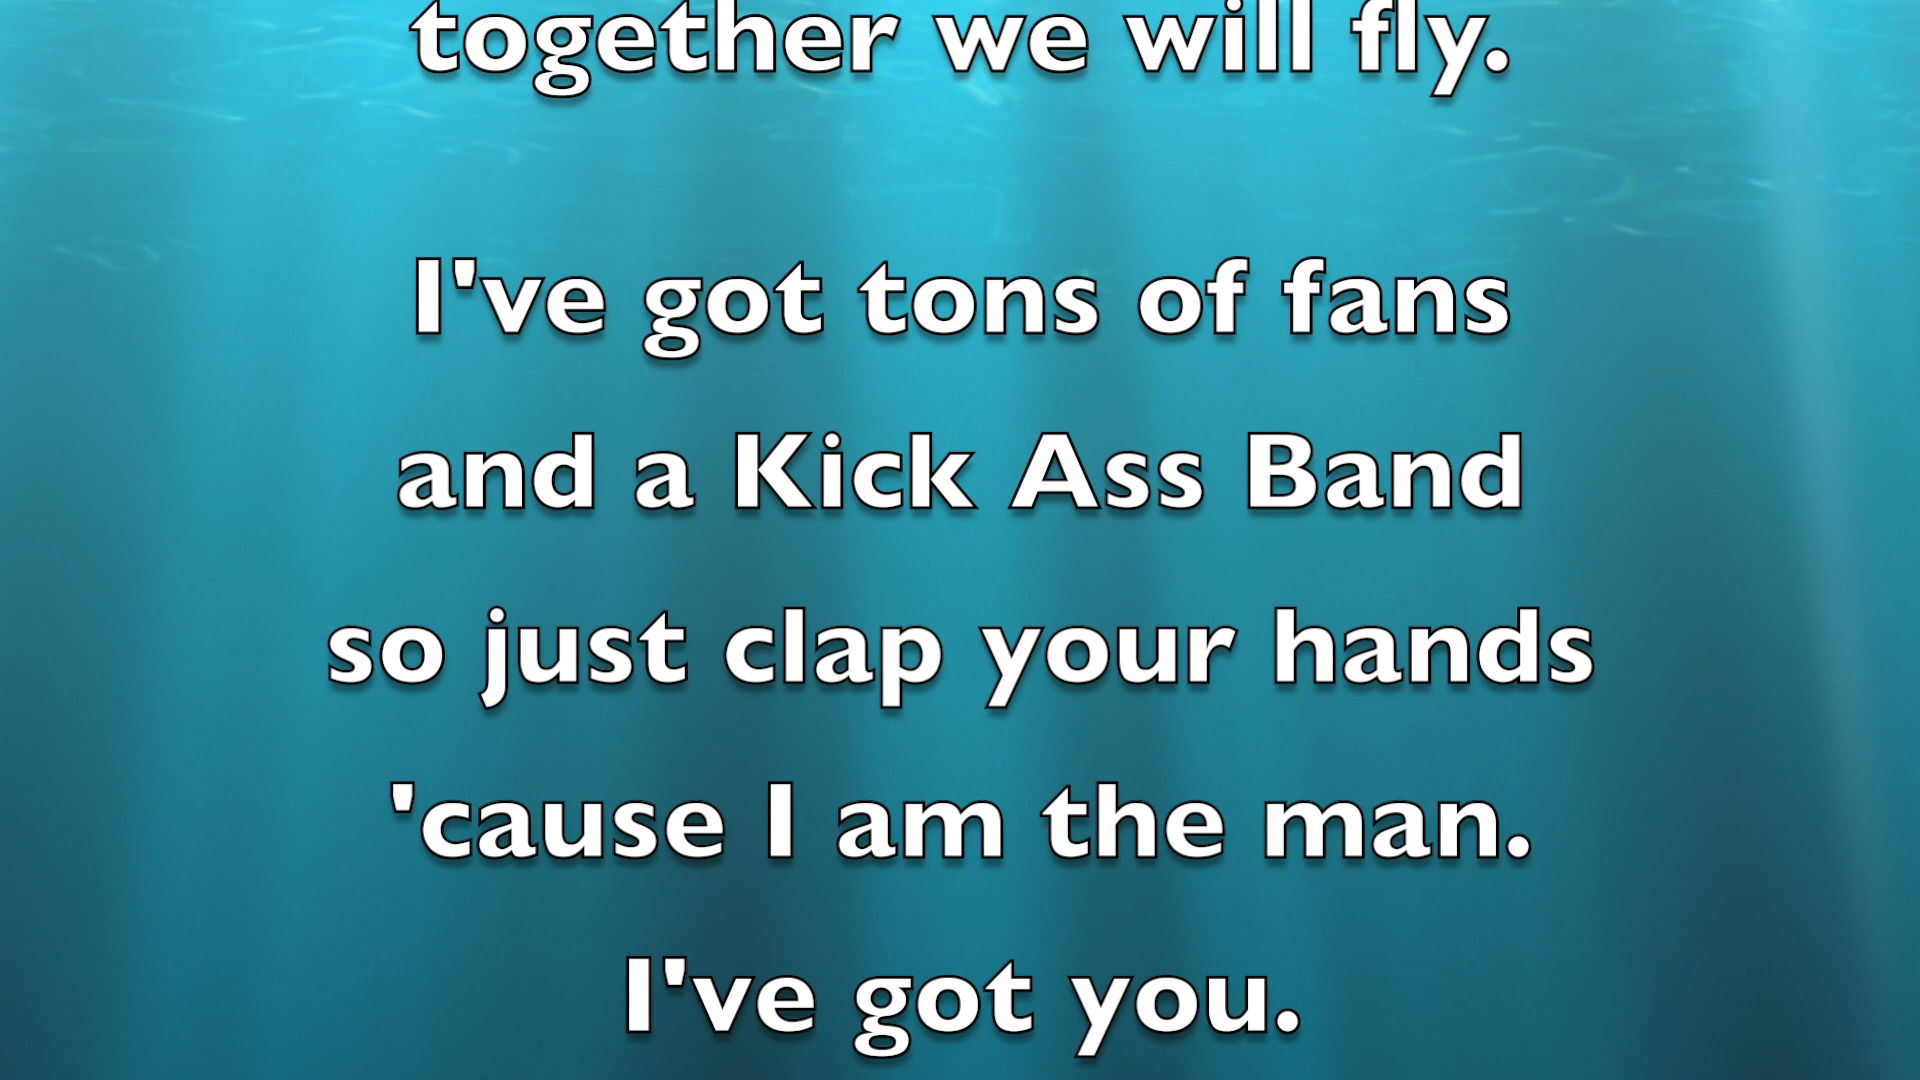 together we will fly.
I've got tons of fans
and a Kick Ass Band
so just clap your hands
'cause I am the man.
I've got you.